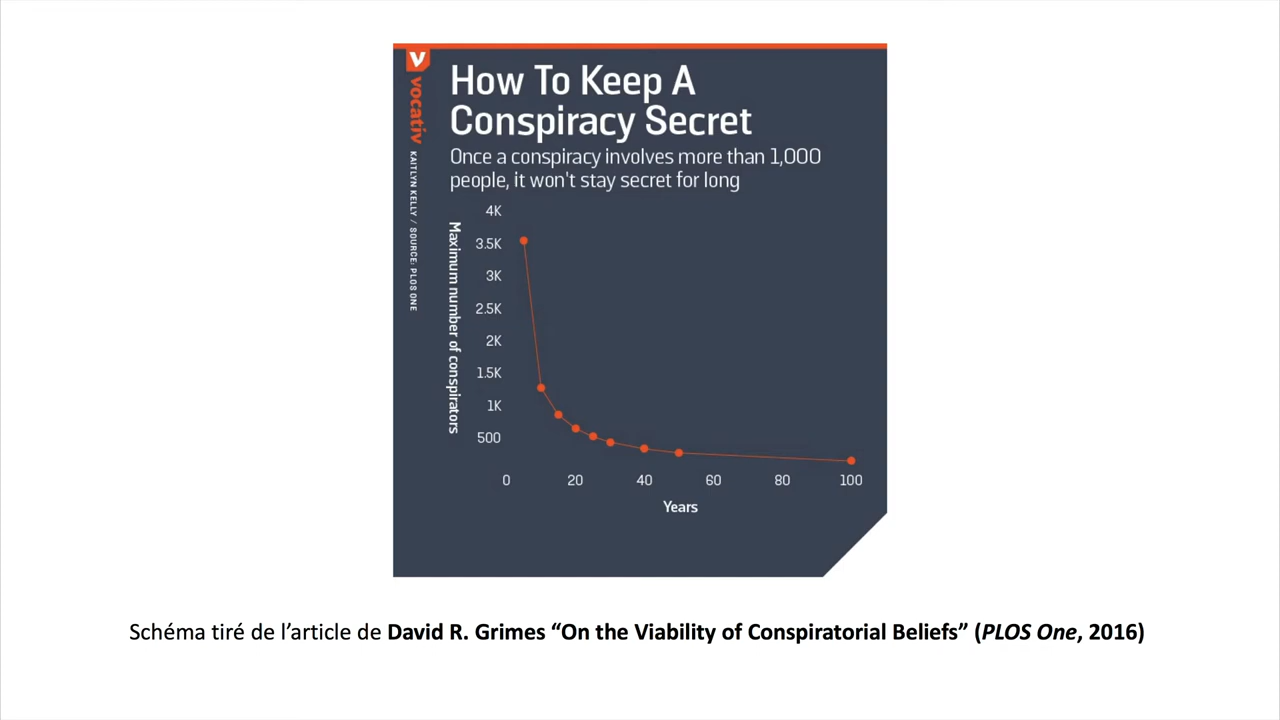 V
vocativ
KAITLYN KELLY / SOURCE: PLOS ONE
How To Keep A
Conspiracy Secret
Once a conspiracy involves more than 1,000
people, it won't stay secret for long
Maximum number of conspirators
4K
3.5K
3K
2.5K
2K
1.5K
1K
500
0 20 40 60 80 100
Years
Schéma tiré de l’article de David R. Grimes “On the Viability of Conspiratorial Beliefs” (PLOS One, 2016)